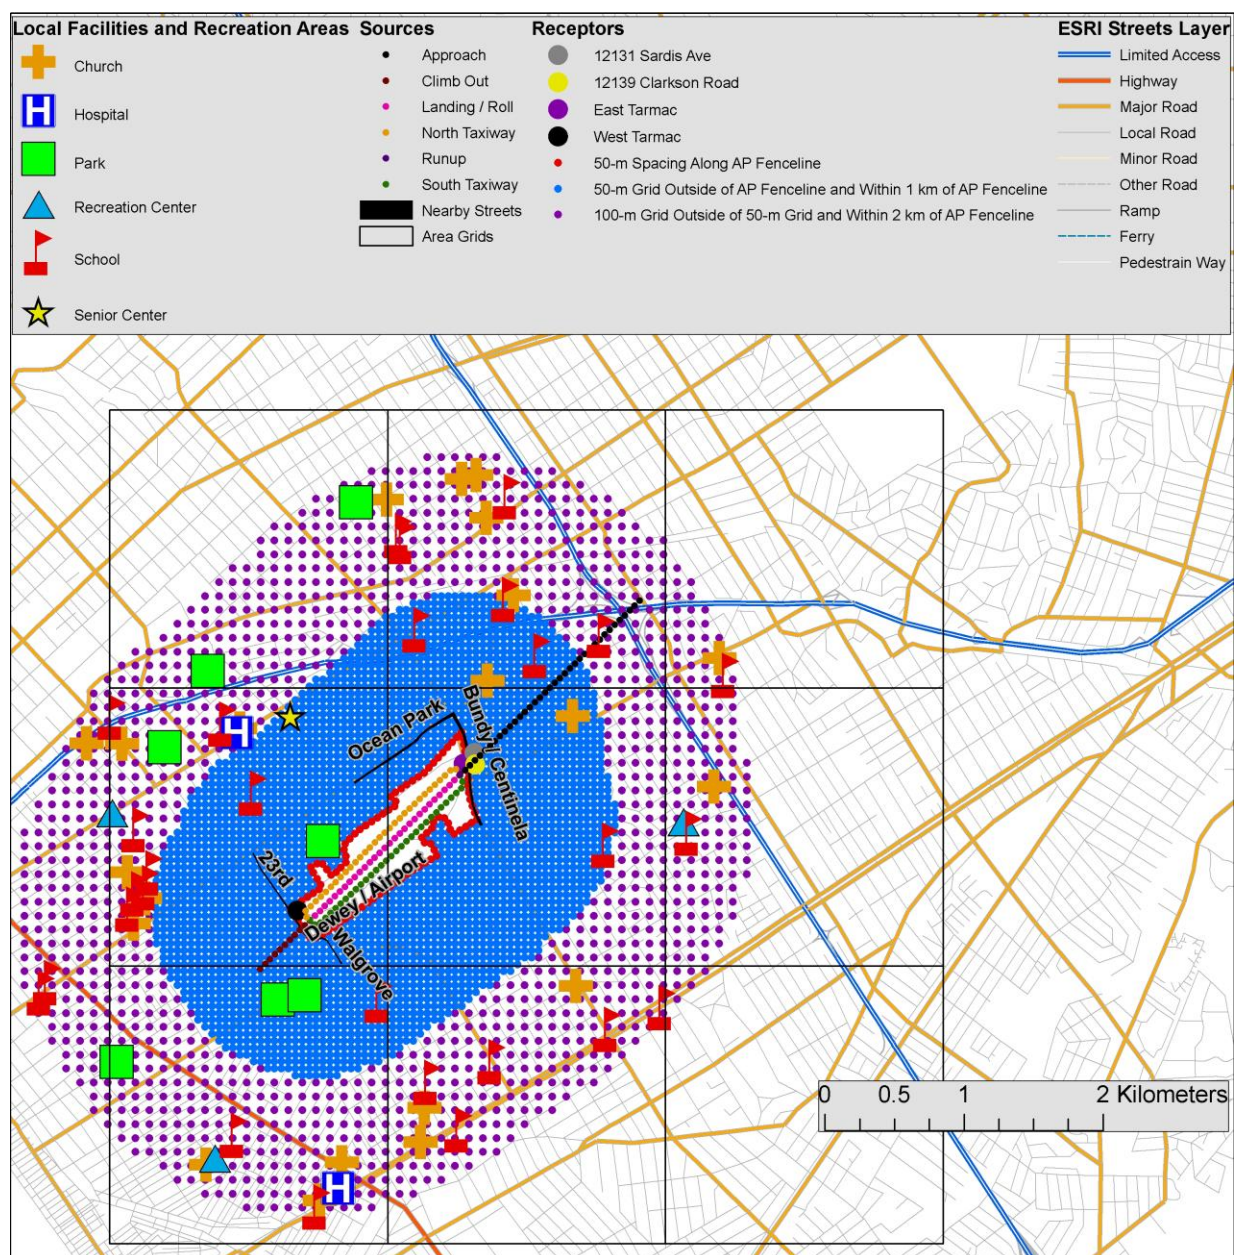 Local Facilities and Recreation Areas
Church
Hospital
Park
Recreation Center
School
Senior Center
Sources
Approach
Climb Out
Landing / Roll
North Taxiway
Runup
South Taxiway
Nearby Streets
Area Grids
Receptors
12131 Sardis Ave
12139 Clarkson Road
East Tarmac
West Tarmac
50-m Spacing Along AP Fenceline
50-m Grid Outside of AP Fenceline and Within 1 km of AP Fenceline
100-m Grid Outside of 50-m Grid and Within 2 km of AP Fenceline
ESRI Streets Layer
Limited Access
Highway
Major Road
Local Road
Minor Road
Other Road
Ramp
Ferry
Pedestrain Way
H
Ocean Park
Bundy / Centinela
23rd
Dewey / Airport
Walgrove
0 0.5 1 2 Kilometers
H
H